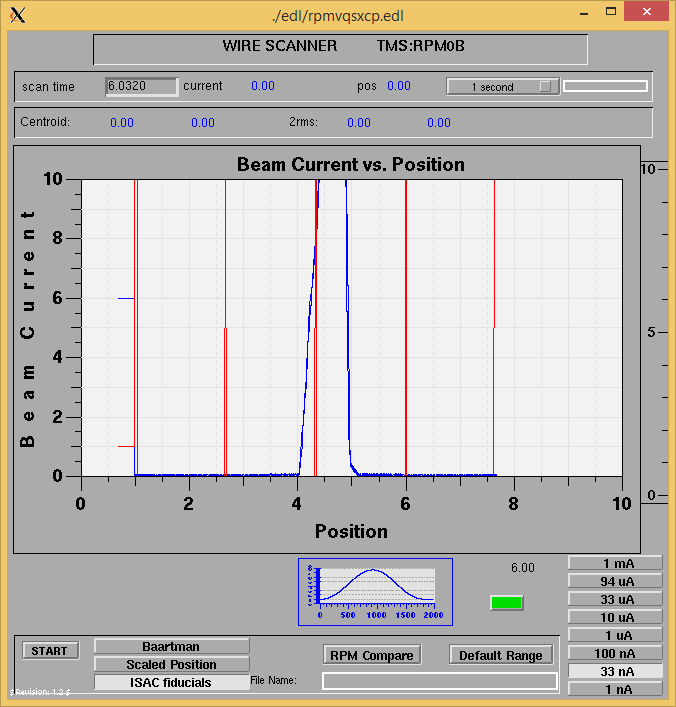 ./edl/rpmvqsxcp.edl
WIRE SCANNER TMS:RPM0B
scan time 6.0320 current 0.00 pos 0.00 1 second
Centroid: 0.00 0.00 2rms: 0.00 0.00
Beam Current vs. Position
10
8
6
4
2
0
Beam Current
10
5
0
0 2 4 6 8 10
Position
6.00
0 500 1000 1500 2000
1 mA
94 uA
33 uA
10 uA
1 uA
100 nA
33 nA
1 nA
START
Baartman
Scaled Position
ISAC fiducials
RPM Compare
Default Range
File Name:
$Revision: 1.2 $